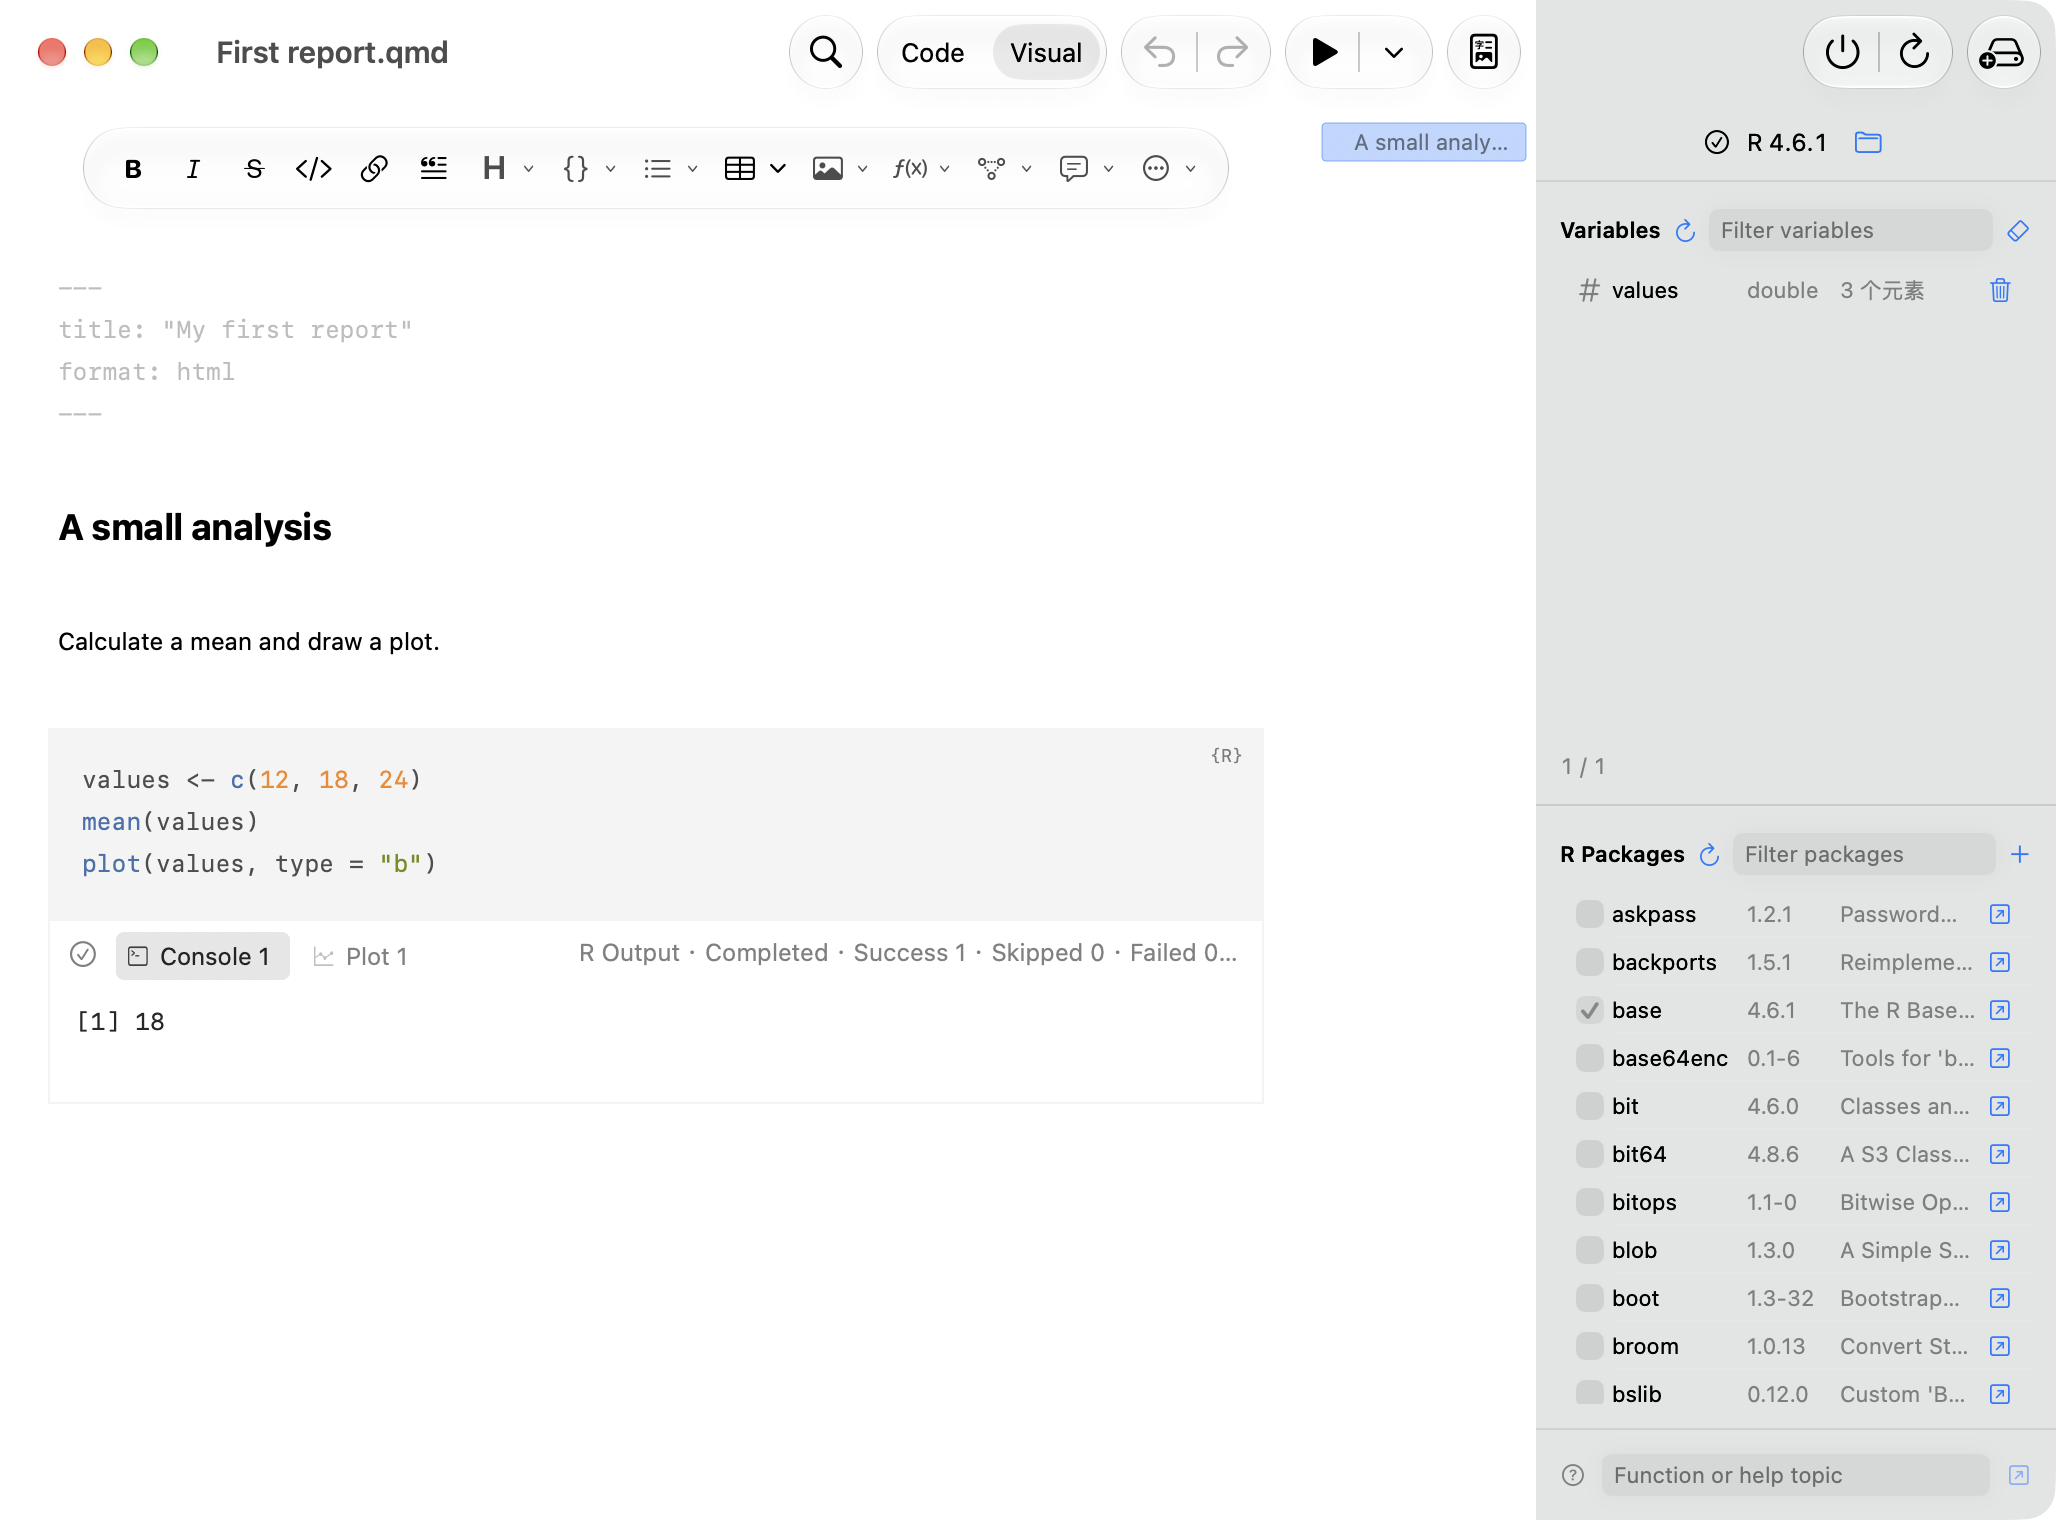 First report.qmd
Code
Visual
B I S </> H {} f(x)
A small analy...
R 4.6.1
---
title: "My first report"
format: html
---
A small analysis
Calculate a mean and draw a plot.
{R}
values <- c(12, 18, 24)
mean(values)
plot(values, type = "b")
Console 1
Plot 1
R Output · Completed · Success 1 · Skipped 0 · Failed 0...
[1] 18
Variables
Filter variables
# values double 3 个元素
1 / 1
R Packages
Filter packages
askpass 1.2.1 Password...
backports 1.5.1 Reimpleme...
base 4.6.1 The R Base...
base64enc 0.1-6 Tools for 'b...
bit 4.6.0 Classes an...
bit64 4.8.6 A S3 Class...
bitops 1.1-0 Bitwise Op...
blob 1.3.0 A Simple S...
boot 1.3-32 Bootstrap...
broom 1.0.13 Convert St...
bslib 0.12.0 Custom 'B...
Function or help topic